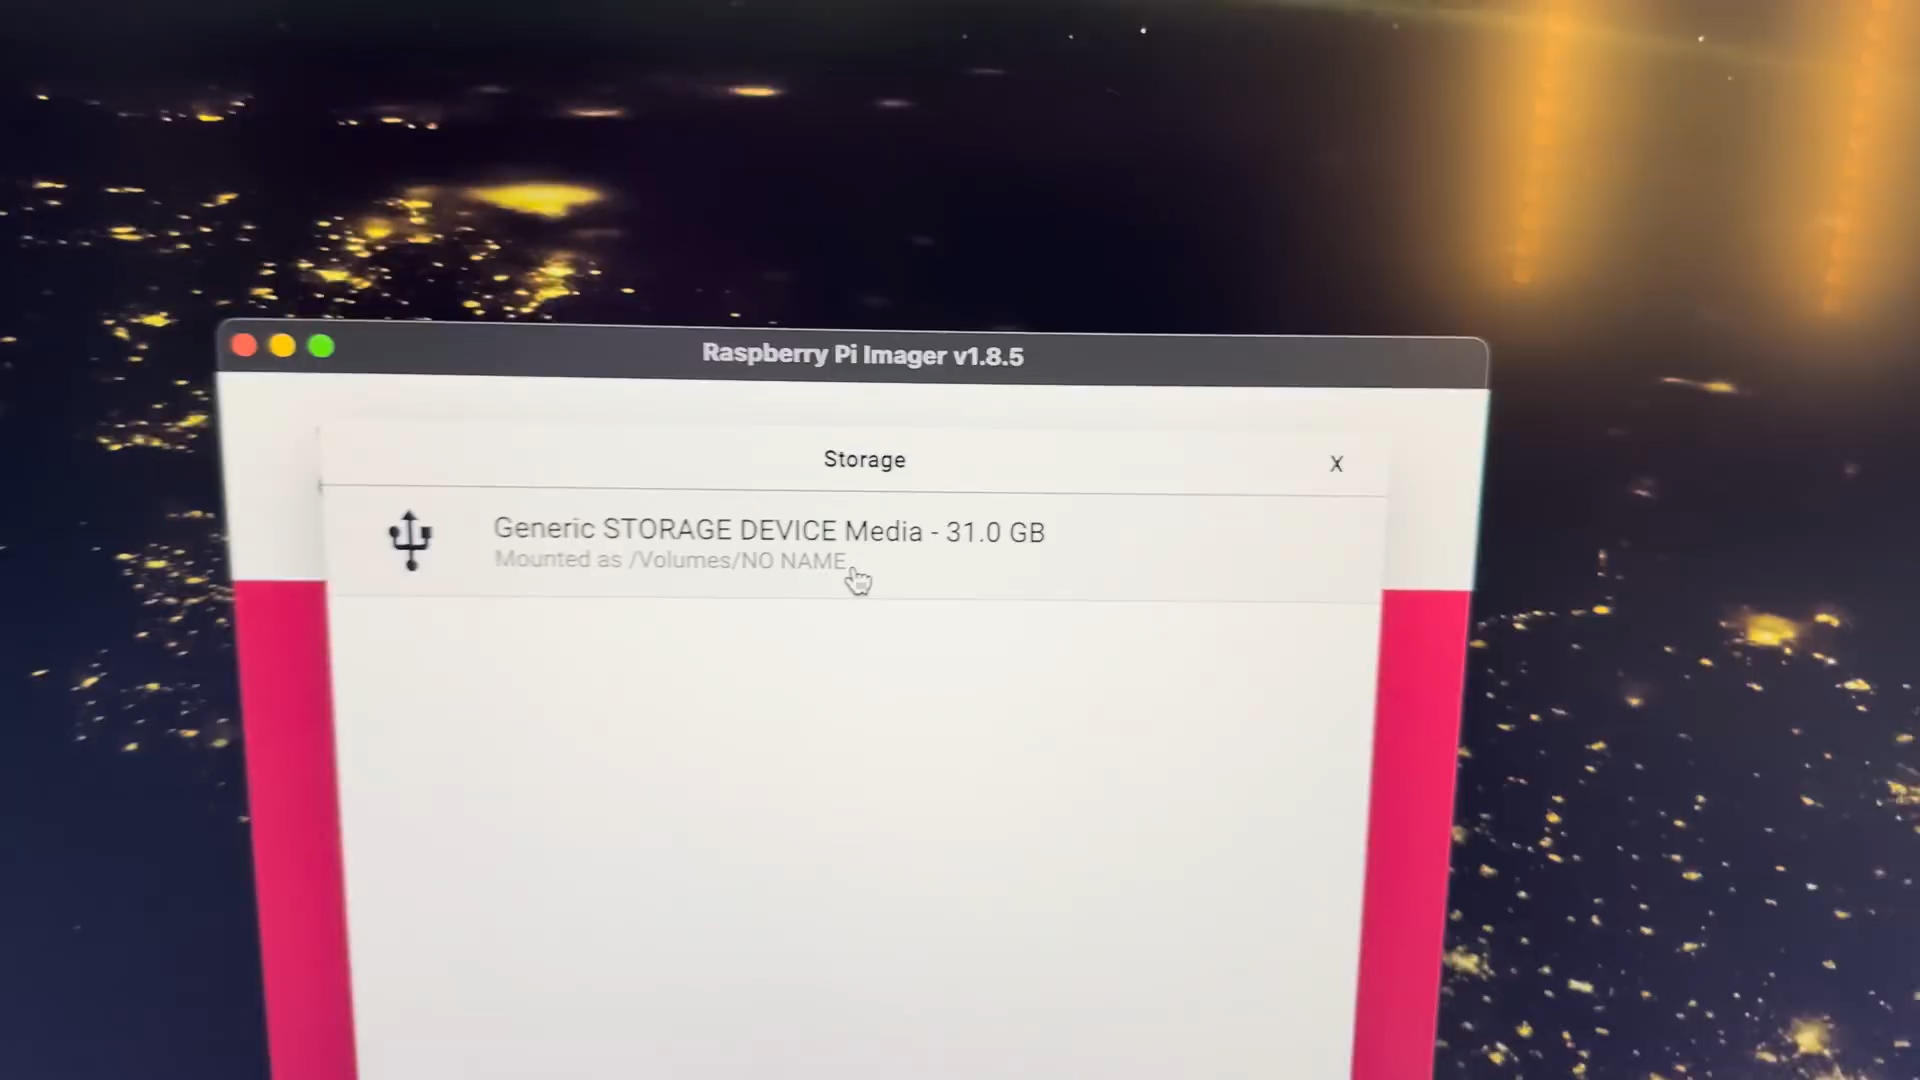 Raspberry Pi Imager v1.8.5
Storage
X
Generic STORAGE DEVICE Media - 31.0 GB
Mounted as /Volumes/NO NAME